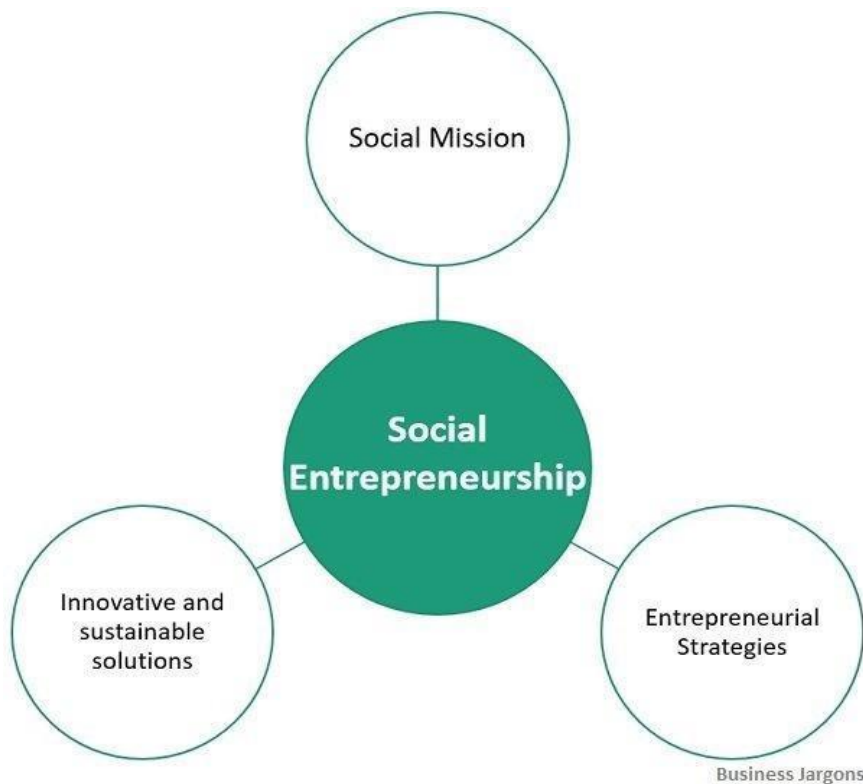 Social Mission
Social
Entrepreneurship
Innovative and
sustainable
solutions
Entrepreneurial
Strategies
Business Jargons